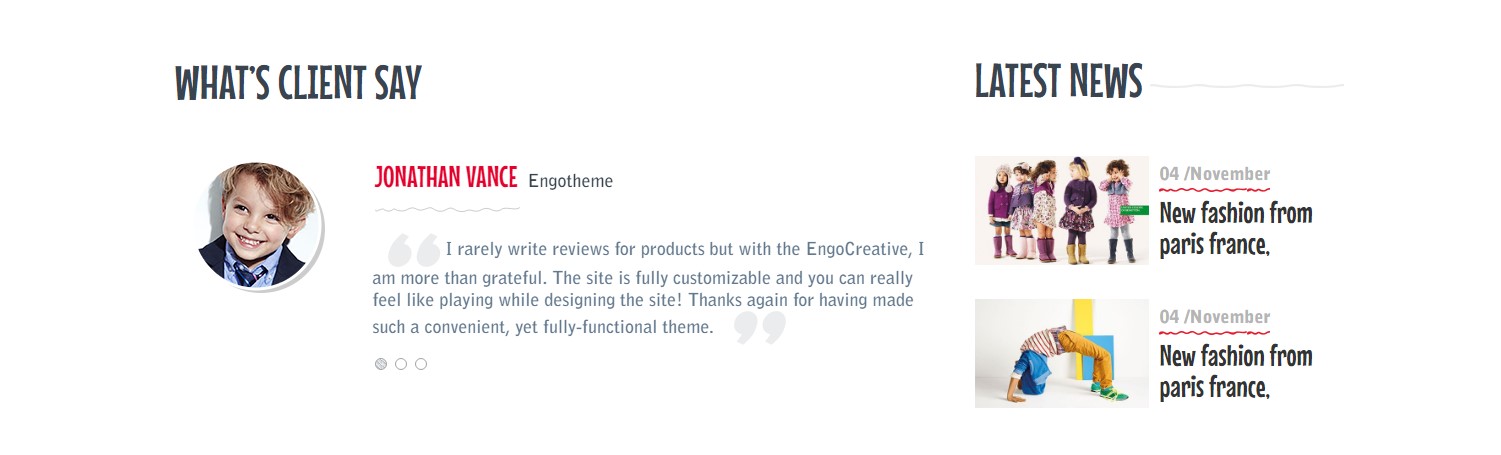 WHAT'S CLIENT SAY
JONATHAN VANCE Engotheme
“ I rarely write reviews for products but with the EngoCreative, I
am more than grateful. The site is fully customizable and you can really
feel like playing while designing the site! Thanks again for having made
such a convenient, yet fully-functional theme. ”
LATEST NEWS
04 /November
New fashion from
paris france,
04 /November
New fashion from
paris france,